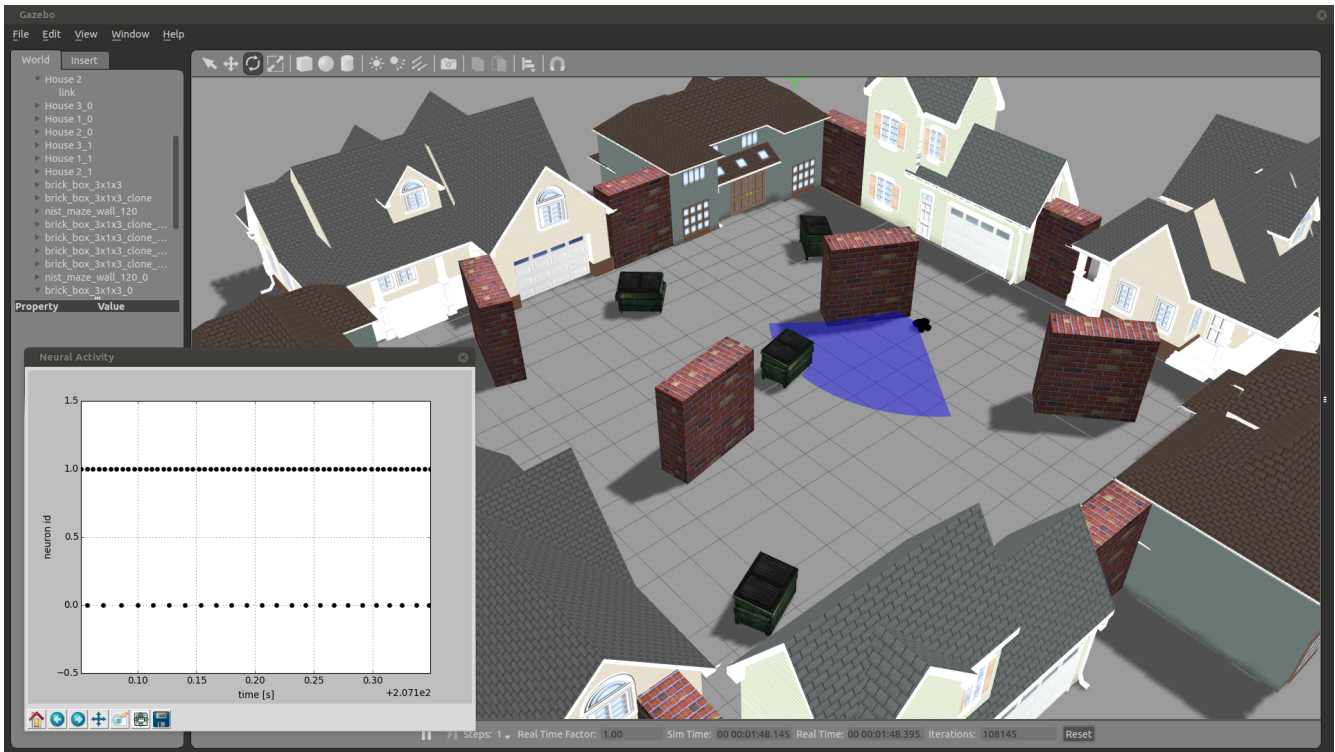 Gazebo
File Edit View Window Help
World Insert
House 2
link
House 3_0
House 1_0
House 2_0
House 3_1
House 1_1
House 2_1
brick_box_3x1x3
brick_box_3x1x3_clone
nist_maze_wall_120
brick_box_3x1x3_clone_...
brick_box_3x1x3_clone_...
brick_box_3x1x3_clone_...
brick_box_3x1x3_clone_...
nist_maze_wall_120_0
brick_box_3x1x3_0
Property Value
Neural Activity
1.5
1.0
0.5
0.0
−0.5
neuron id
0.10 0.15 0.20 0.25 0.30
time [s]
+2.071e2
Steps: 1 Real Time Factor: 1.00 Sim Time: 00 00:01:48.145 Real Time: 00 00:01:48.395 Iterations: 108145 Reset